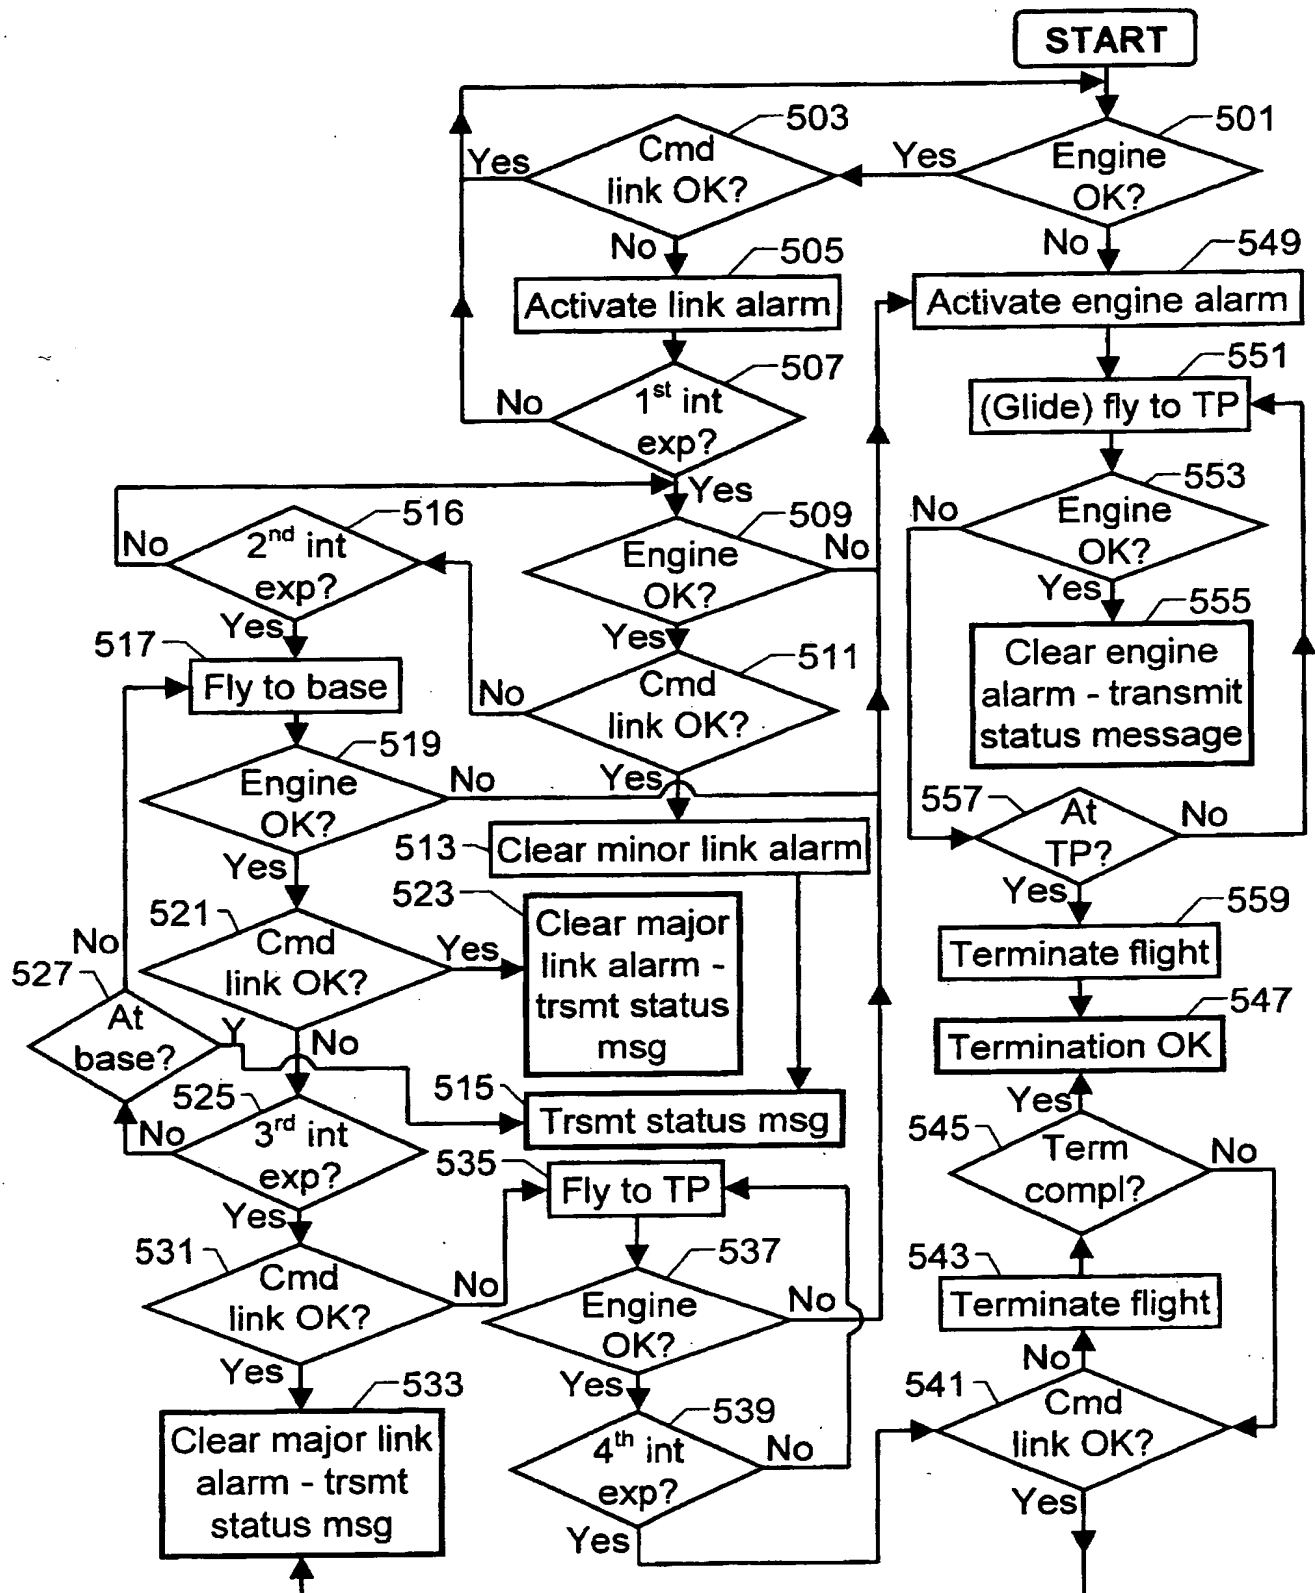 START
503
501
Cmd
link OK?
Yes
Yes
Engine
OK?
No
505
No
549
Activate link alarm
Activate engine alarm
507
551
No
1st int
exp?
(Glide) fly to TP
Yes
553
516
509
No
No
2nd int
exp?
Engine
OK?
No
Engine
OK?
Yes
555
Yes
Yes
517
511
Clear engine
alarm - transmit
status message
Fly to base
No
Cmd
link OK?
519
Engine
OK?
No
Yes
557
At
TP?
No
513
Clear minor link alarm
Yes
Yes
523
559
521
Cmd
link OK?
Yes
Clear major
link alarm -
trsmt status
msg
Terminate flight
No
527
547
At
base?
Y
No
Termination OK
525
515
Yes
No
3rd int
exp?
Trsmt status msg
545
Term
compl?
No
535
Fly to TP
Yes
531
537
543
Cmd
link OK?
No
Engine
OK?
No
Terminate flight
Yes
Yes
No
533
539
541
Clear major link
alarm - trsmt
status msg
4th int
exp?
No
Cmd
link OK?
Yes
Yes